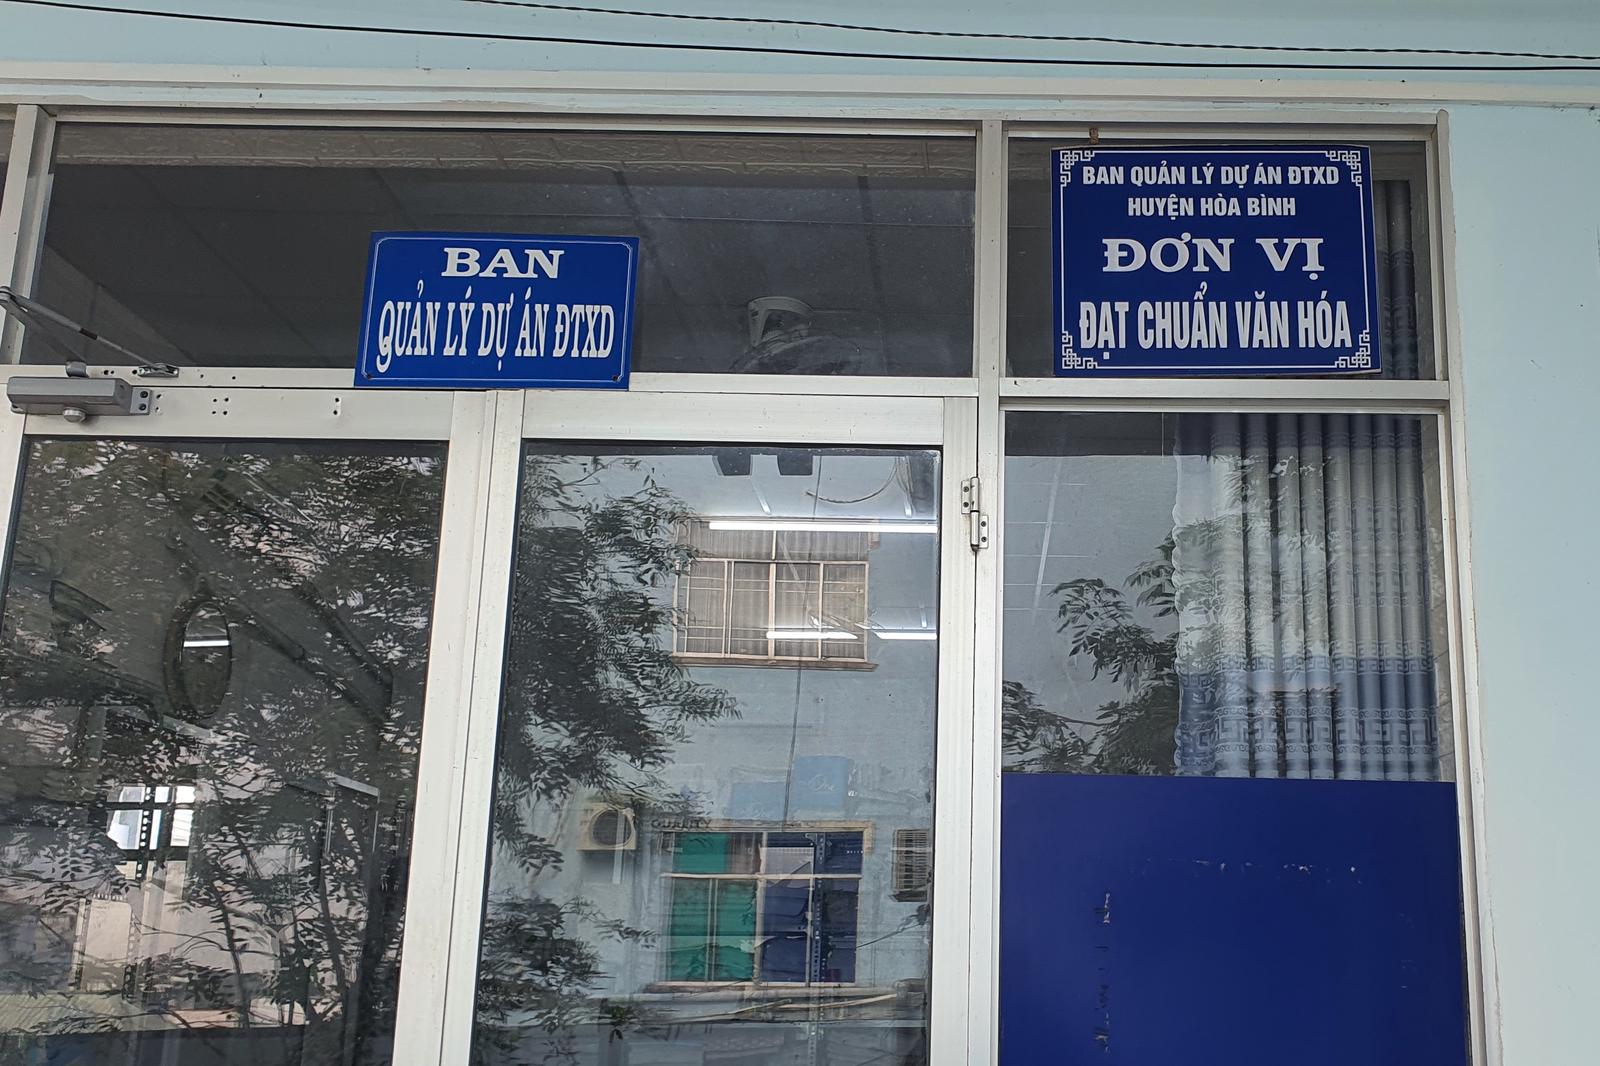 BAN
QUẢN LÝ DỰ ÁN ĐTXD
BAN QUẢN LÝ DỰ ÁN ĐTXD
HUYỆN HÒA BÌNH
ĐƠN VỊ
ĐẠT CHUẨN VĂN HÓA